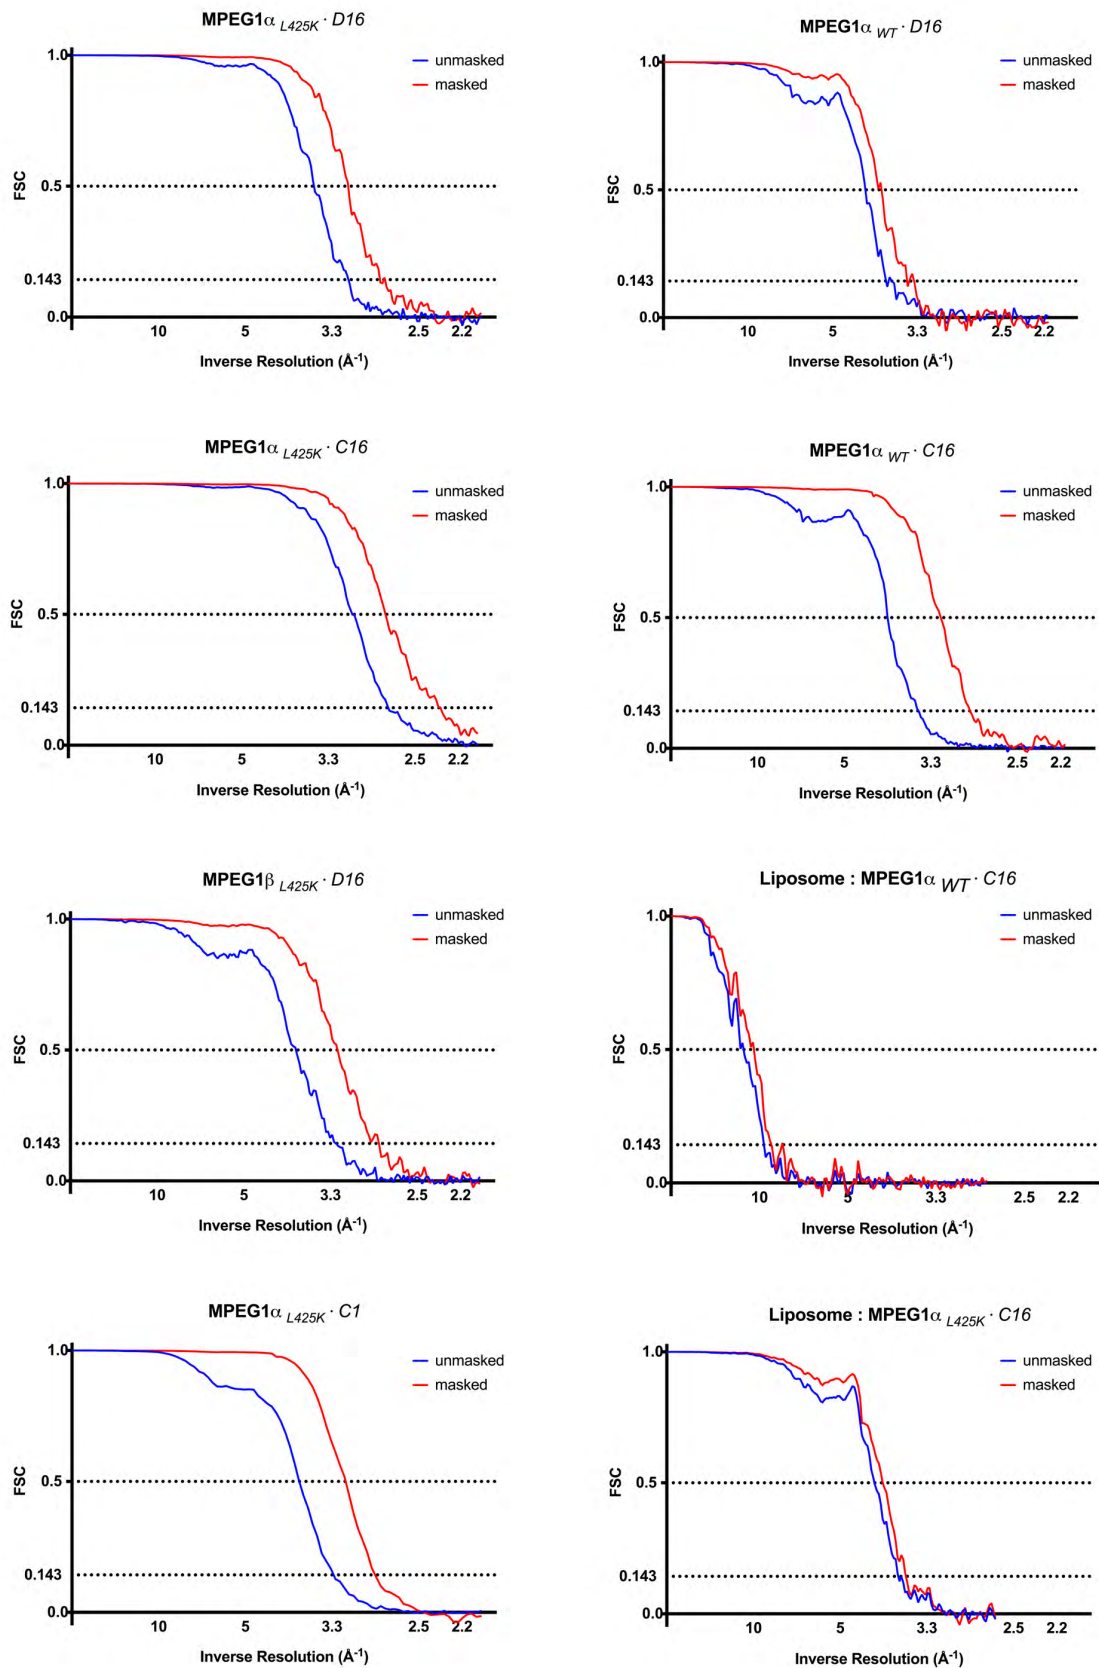 MPEG1α L425K · D16
1.0
unmasked
masked
FSC
0.5
0.143
0.0
10 5 3.3 2.5 2.2
Inverse Resolution (Å-1)
MPEG1α WT · D16
1.0
unmasked
masked
FSC
0.5
0.143
0.0
10 5 3.3 2.5 2.2
Inverse Resolution (Å-1)
MPEG1α L425K · C16
1.0
unmasked
masked
FSC
0.5
0.143
0.0
10 5 3.3 2.5 2.2
Inverse Resolution (Å-1)
MPEG1α WT · C16
1.0
unmasked
masked
FSC
0.5
0.143
0.0
10 5 3.3 2.5 2.2
Inverse Resolution (Å-1)
MPEG1β L425K · D16
1.0
unmasked
masked
FSC
0.5
0.143
0.0
10 5 3.3 2.5 2.2
Inverse Resolution (Å-1)
Liposome : MPEG1α WT · C16
1.0
unmasked
masked
FSC
0.5
0.143
0.0
10 5 3.3 2.5 2.2
Inverse Resolution (Å-1)
MPEG1α L425K · C1
1.0
unmasked
masked
FSC
0.5
0.143
0.0
10 5 3.3 2.5 2.2
Inverse Resolution (Å-1)
Liposome : MPEG1α L425K · C16
1.0
unmasked
masked
FSC
0.5
0.143
0.0
10 5 3.3 2.5 2.2
Inverse Resolution (Å-1)